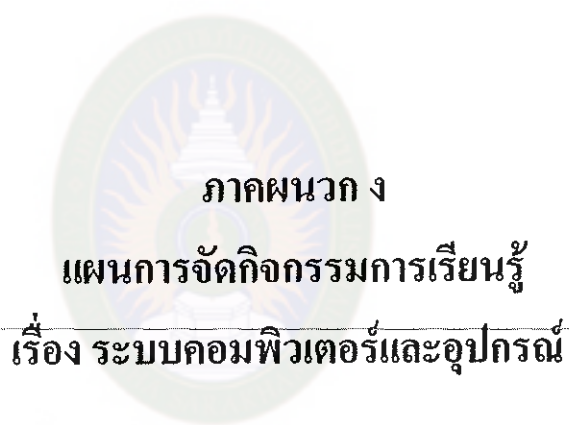 ภาคผนวก ง
แผนการจัดกิจกรรมการเรียนรู้
เรื่อง ระบบคอมพิวเตอร์และอุปกรณ์